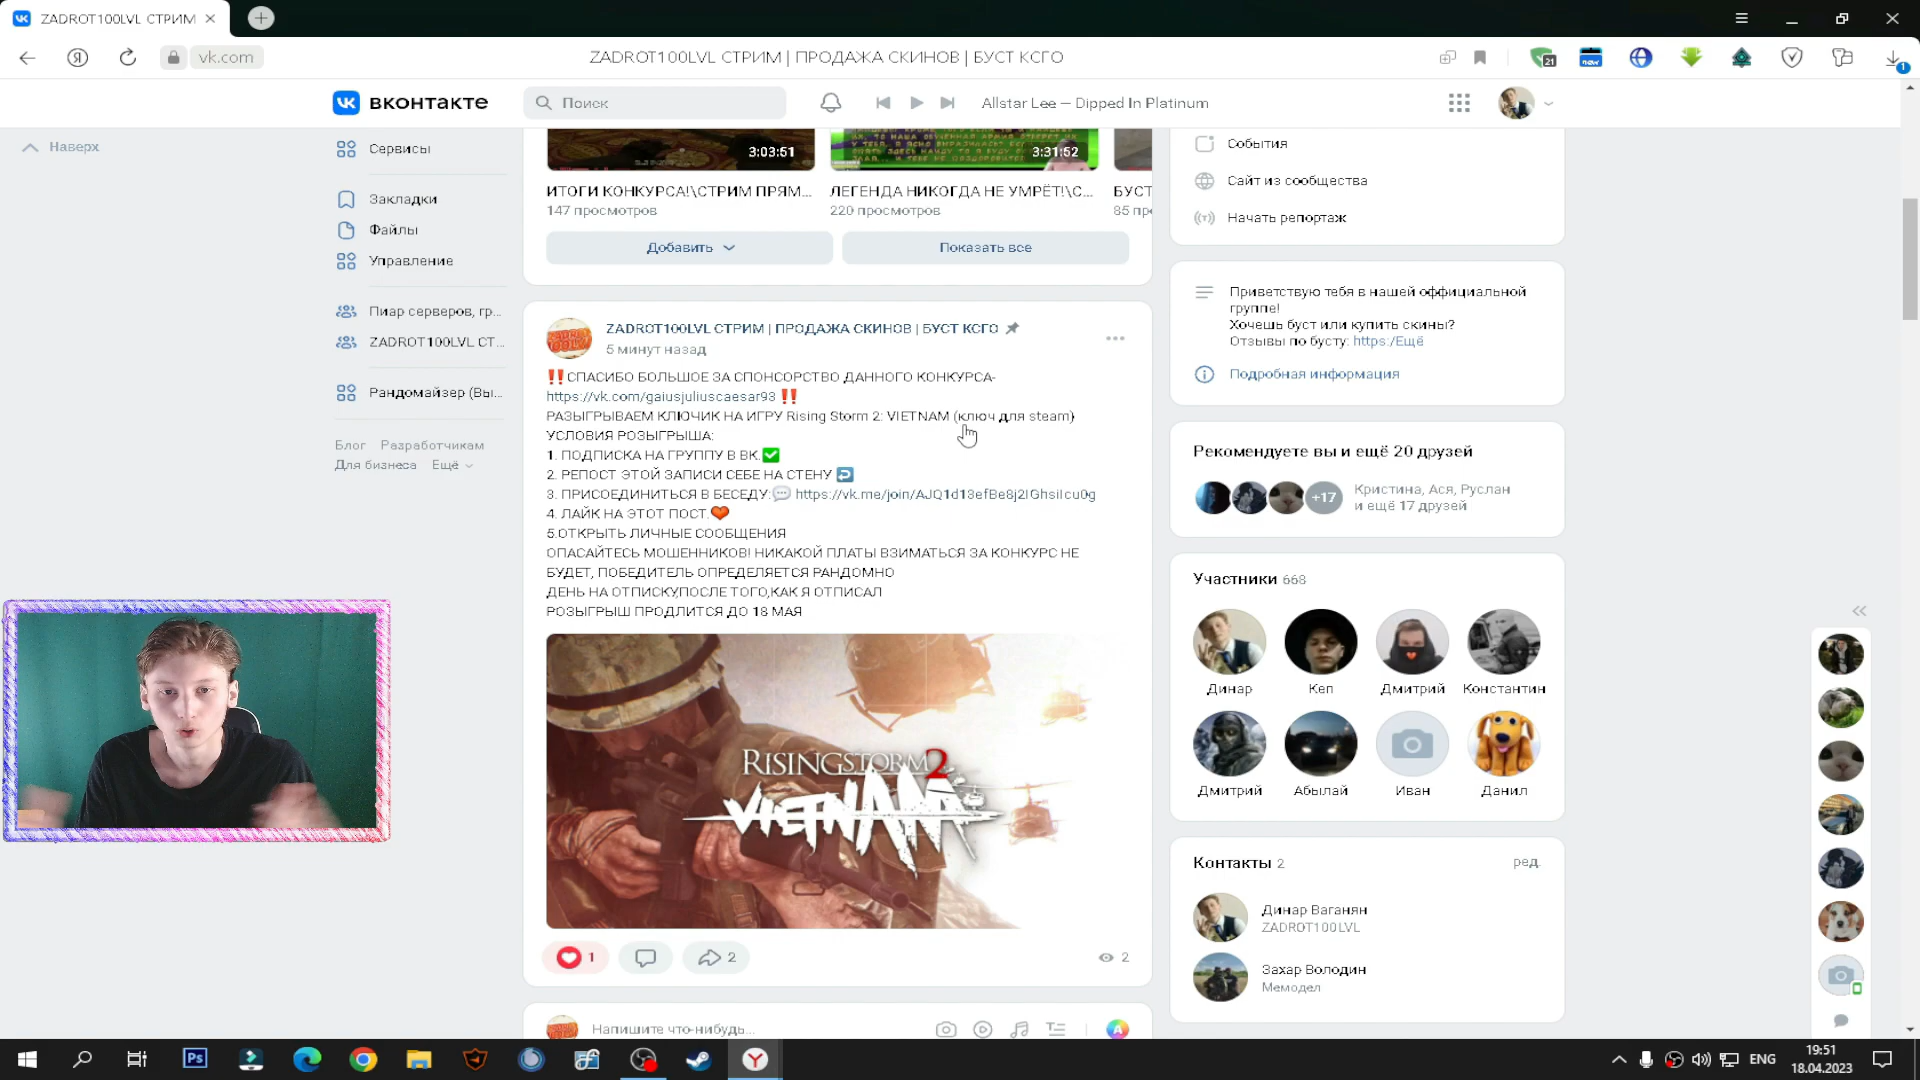 ZADROT100LVL СТРИМ
vk.com
ZADROT100LVL СТРИМ | ПРОДАЖА СКИНОВ | БУСТ КСГО
21
new
1
вконтакте
Поиск
Allstar Lee – Dipped In Platinum
Наверх
Сервисы
Закладки
Файлы
Управление
Пиар серверов, гр...
ZADROT100LVL СТ...
Рандомайзер (Вы...
Блог Разработчикам
Для бизнеса Ещё
3:03:51
3:31:52
ИТОГИ КОНКУРСА!\СТРИМ ПРЯМ...
ЛЕГЕНДА НИКОГДА НЕ УМРЁТ!\С...
БУСТ
147 просмотров
220 просмотров
85 пр
Добавить
Показать все
ZADROT100LVL СТРИМ | ПРОДАЖА СКИНОВ | БУСТ КСГО
5 минут назад
‼️СПАСИБО БОЛЬШОЕ ЗА СПОНСОРСТВО ДАННОГО КОНКУРСА-
https://vk.com/gaiusjuliuscaesar93 ‼️
РАЗЫГРЫВАЕМ КЛЮЧИК НА ИГРУ Rising Storm 2: VIETNAM (ключ для steam)
УСЛОВИЯ РОЗЫГРЫША:
1. ПОДПИСКА НА ГРУППУ В ВК.✅
2. РЕПОСТ ЭТОЙ ЗАПИСИ СЕБЕ НА СТЕНУ ↩️
3. ПРИСОЕДИНИТЬСЯ В БЕСЕДУ:💬 https://vk.me/join/AJQ1d13efBe8j2IGhsiIcu0g
4. ЛАЙК НА ЭТОТ ПОСТ.❤️
5.ОТКРЫТЬ ЛИЧНЫЕ СООБЩЕНИЯ
ОПАСАЙТЕСЬ МОШЕННИКОВ! НИКАКОЙ ПЛАТЫ ВЗИМАТЬСЯ ЗА КОНКУРС НЕ
БУДЕТ, ПОБЕДИТЕЛЬ ОПРЕДЕЛЯЕТСЯ РАНДОМНО
ДЕНЬ НА ОТПИСКУ,ПОСЛЕ ТОГО,КАК Я ОТПИСАЛ
РОЗЫГРЫШ ПРОДЛИТСЯ ДО 18 МАЯ
RISING STORM 2
VIETNAM
1
2
2
Напишите что-нибудь...
События
Сайт из сообщества
Начать репортаж
Приветствую тебя в нашей оффициальной
группе!
Хочешь буст или купить скины?
Отзывы по бусту: https:/Ещё
Подробная информация
Рекомендуете вы и ещё 20 друзей
+17
Кристина, Ася, Руслан
и ещё 17 друзей
Участники 668
Динар
Кеп
Дмитрий
Константин
Дмитрий
Абылай
Иван
Данил
Контакты 2
ред.
Динар Ваганян
ZADROT100LVL
Захар Володин
Мемодел
Ps
ENG
19:51
18.04.2023